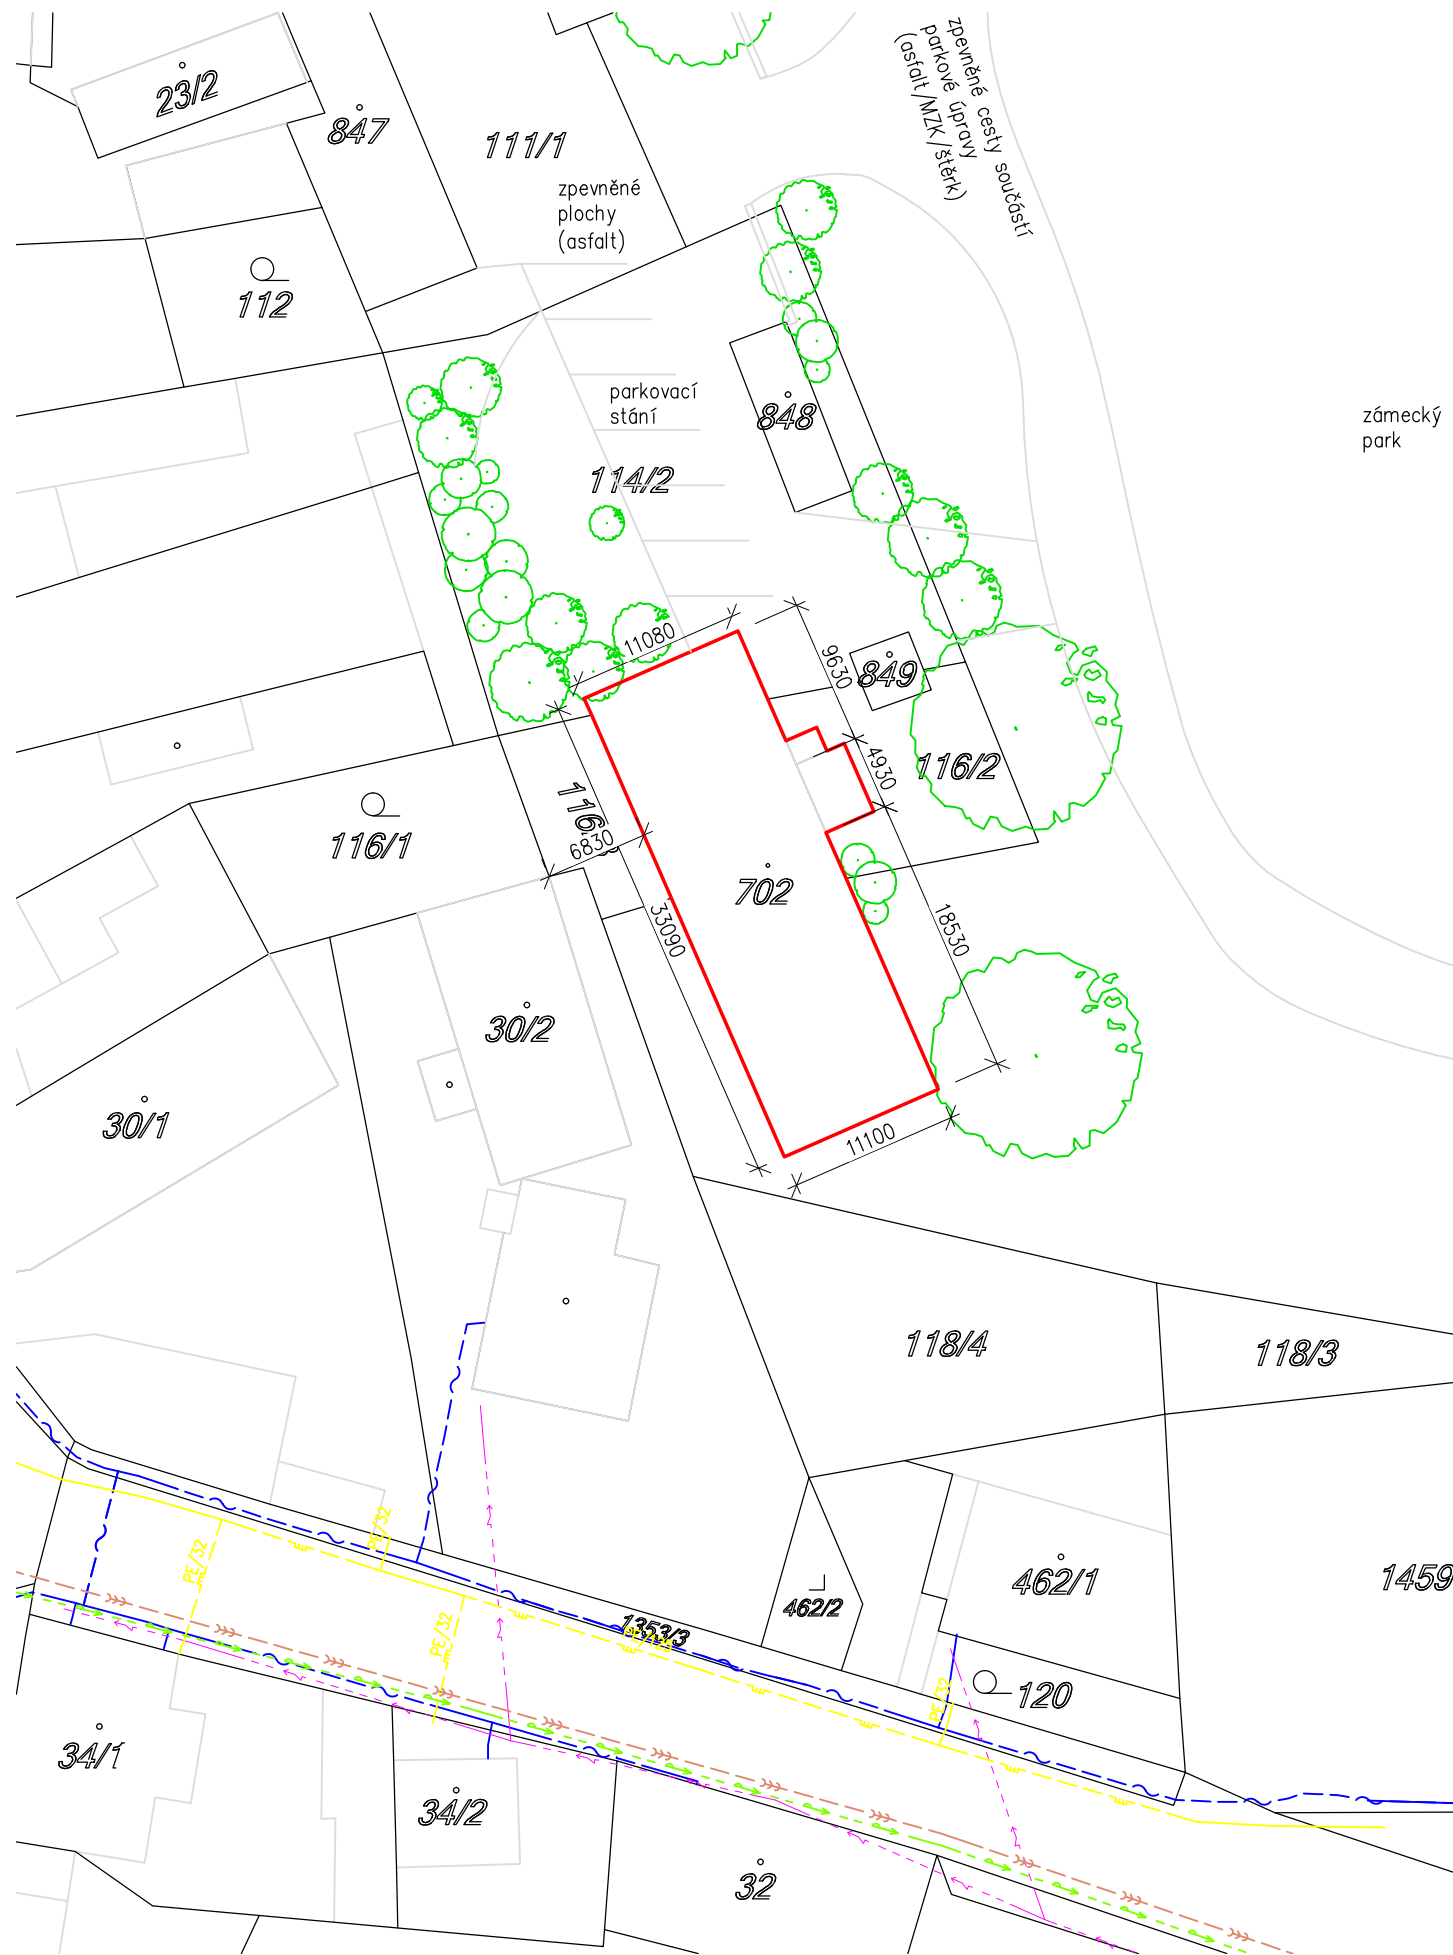 23/2
847
111/1
zpevněné
plochy
(asfalt)
zpevněné cesty součástí
parkové úpravy
(asfalt/MZK/štěrk)
112
parkovací
stání
848
zámecký
park
114/2
11080
9630
849
4930
116/2
116/1
6830
702
33090
18530
30/2
30/1
11100
118/4
118/3
PE/32
PE/32
462/1
1459
462/2
PE/32
1353/3
PE/32
120
34/1
34/2
32